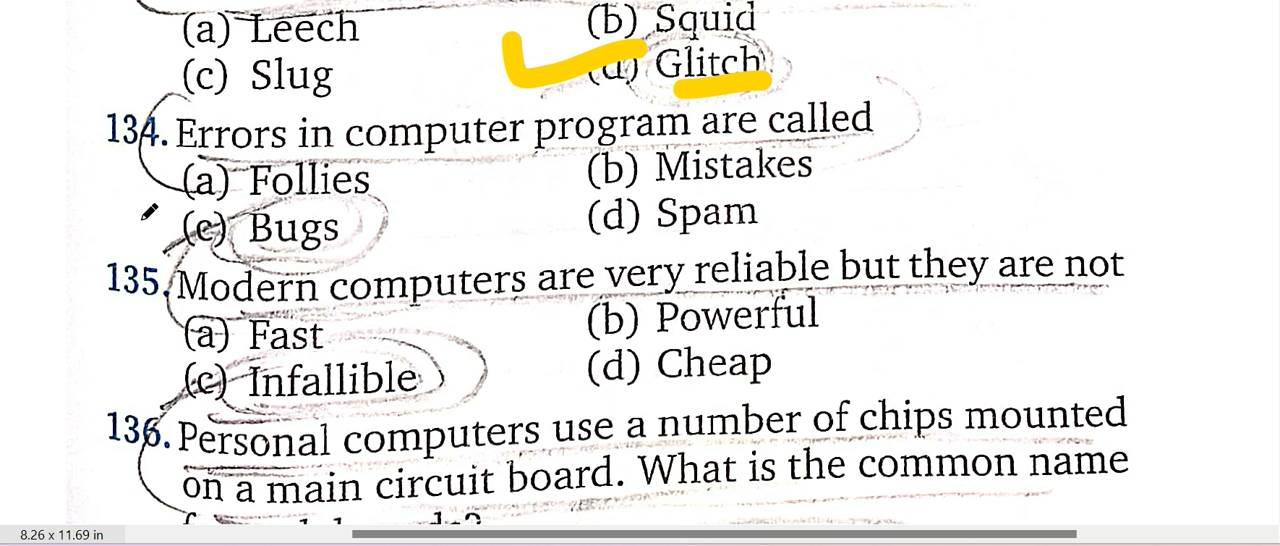 (a) Leech (b) Squid
(c) Slug (d) Glitch
134. Errors in computer program are called
(a) Follies (b) Mistakes
(c) Bugs (d) Spam
135. Modern computers are very reliable but they are not
(a) Fast (b) Powerful
(c) Infallible (d) Cheap
136. Personal computers use a number of chips mounted
on a main circuit board. What is the common name
8.26 x 11.69 in